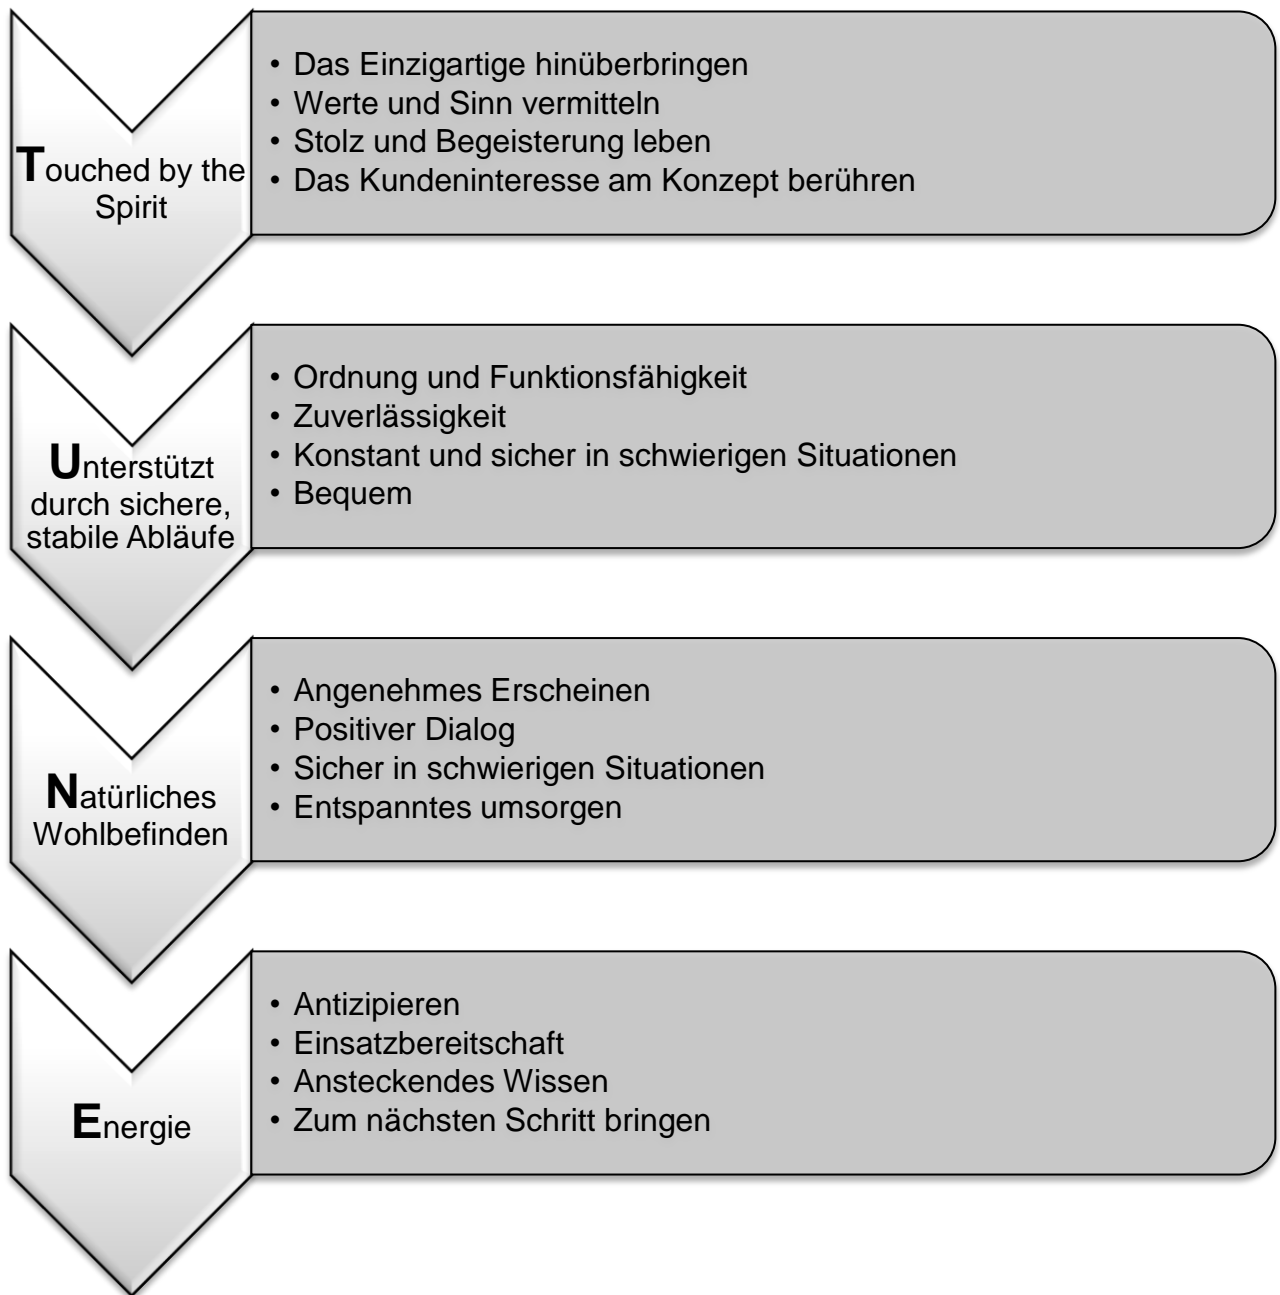 Touched by the
Spirit
• Das Einzigartige hinüberbringen
• Werte und Sinn vermitteln
• Stolz und Begeisterung leben
• Das Kundeninteresse am Konzept berühren
Unterstützt
durch sichere,
stabile Abläufe
• Ordnung und Funktionsfähigkeit
• Zuverlässigkeit
• Konstant und sicher in schwierigen Situationen
• Bequem
Natürliches
Wohlbefinden
• Angenehmes Erscheinen
• Positiver Dialog
• Sicher in schwierigen Situationen
• Entspanntes umsorgen
Energie
• Antizipieren
• Einsatzbereitschaft
• Ansteckendes Wissen
• Zum nächsten Schritt bringen